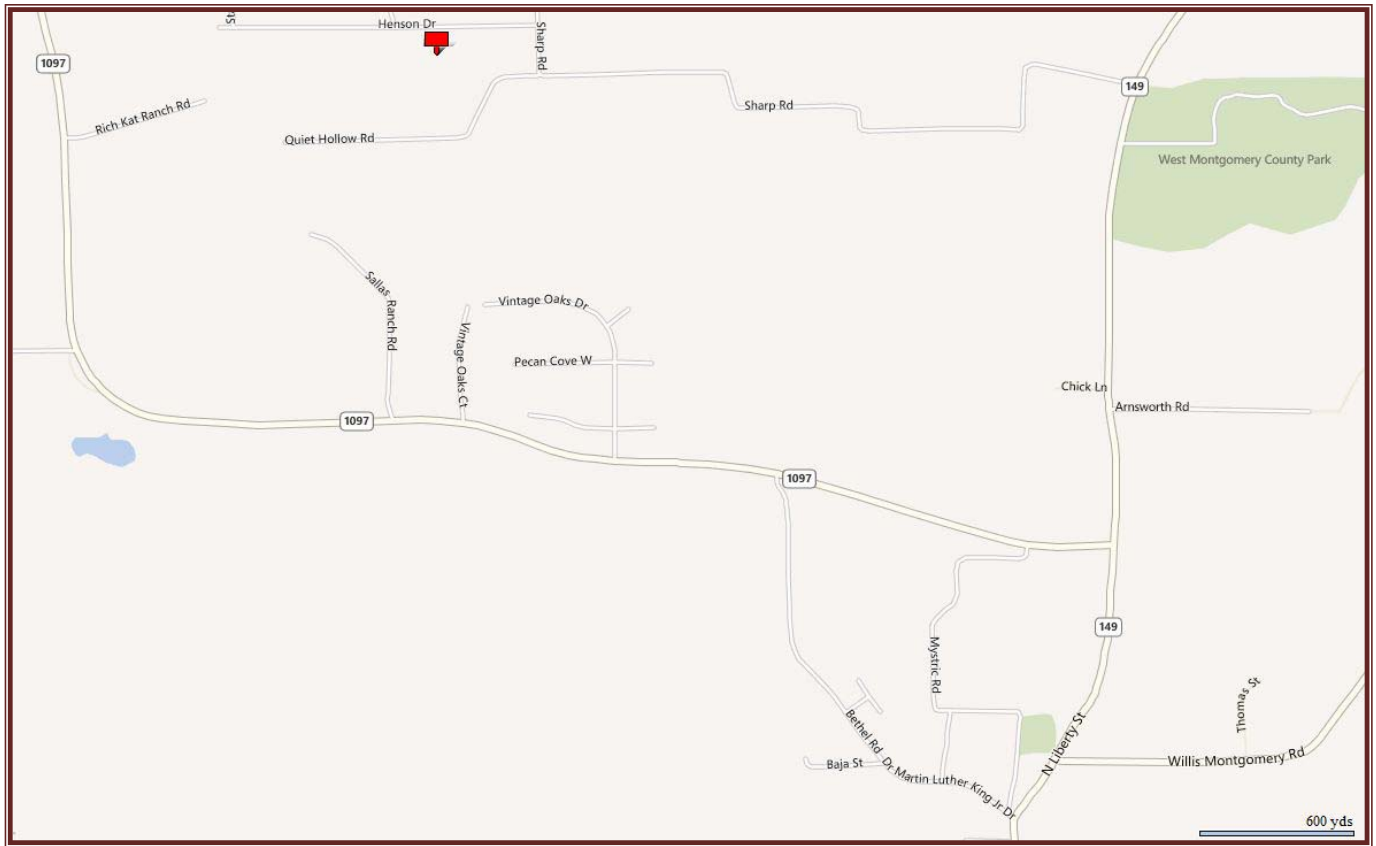 St
Henson Dr
Sharp Rd
1097
149
Rich Kat Ranch Rd
Sharp Rd
Quiet Hollow Rd
West Montgomery County Park
Sallas Ranch Rd
Vintage Oaks Dr
Vintage Oaks Ct
Pecan Cove W
Chick Ln
Arnsworth Rd
1097
1097
149
Mystric Rd
Thomas St
Bethel Rd
N Liberty St
Willis Montgomery Rd
Baja St
Dr Martin Luther King Jr Dr
600 yds